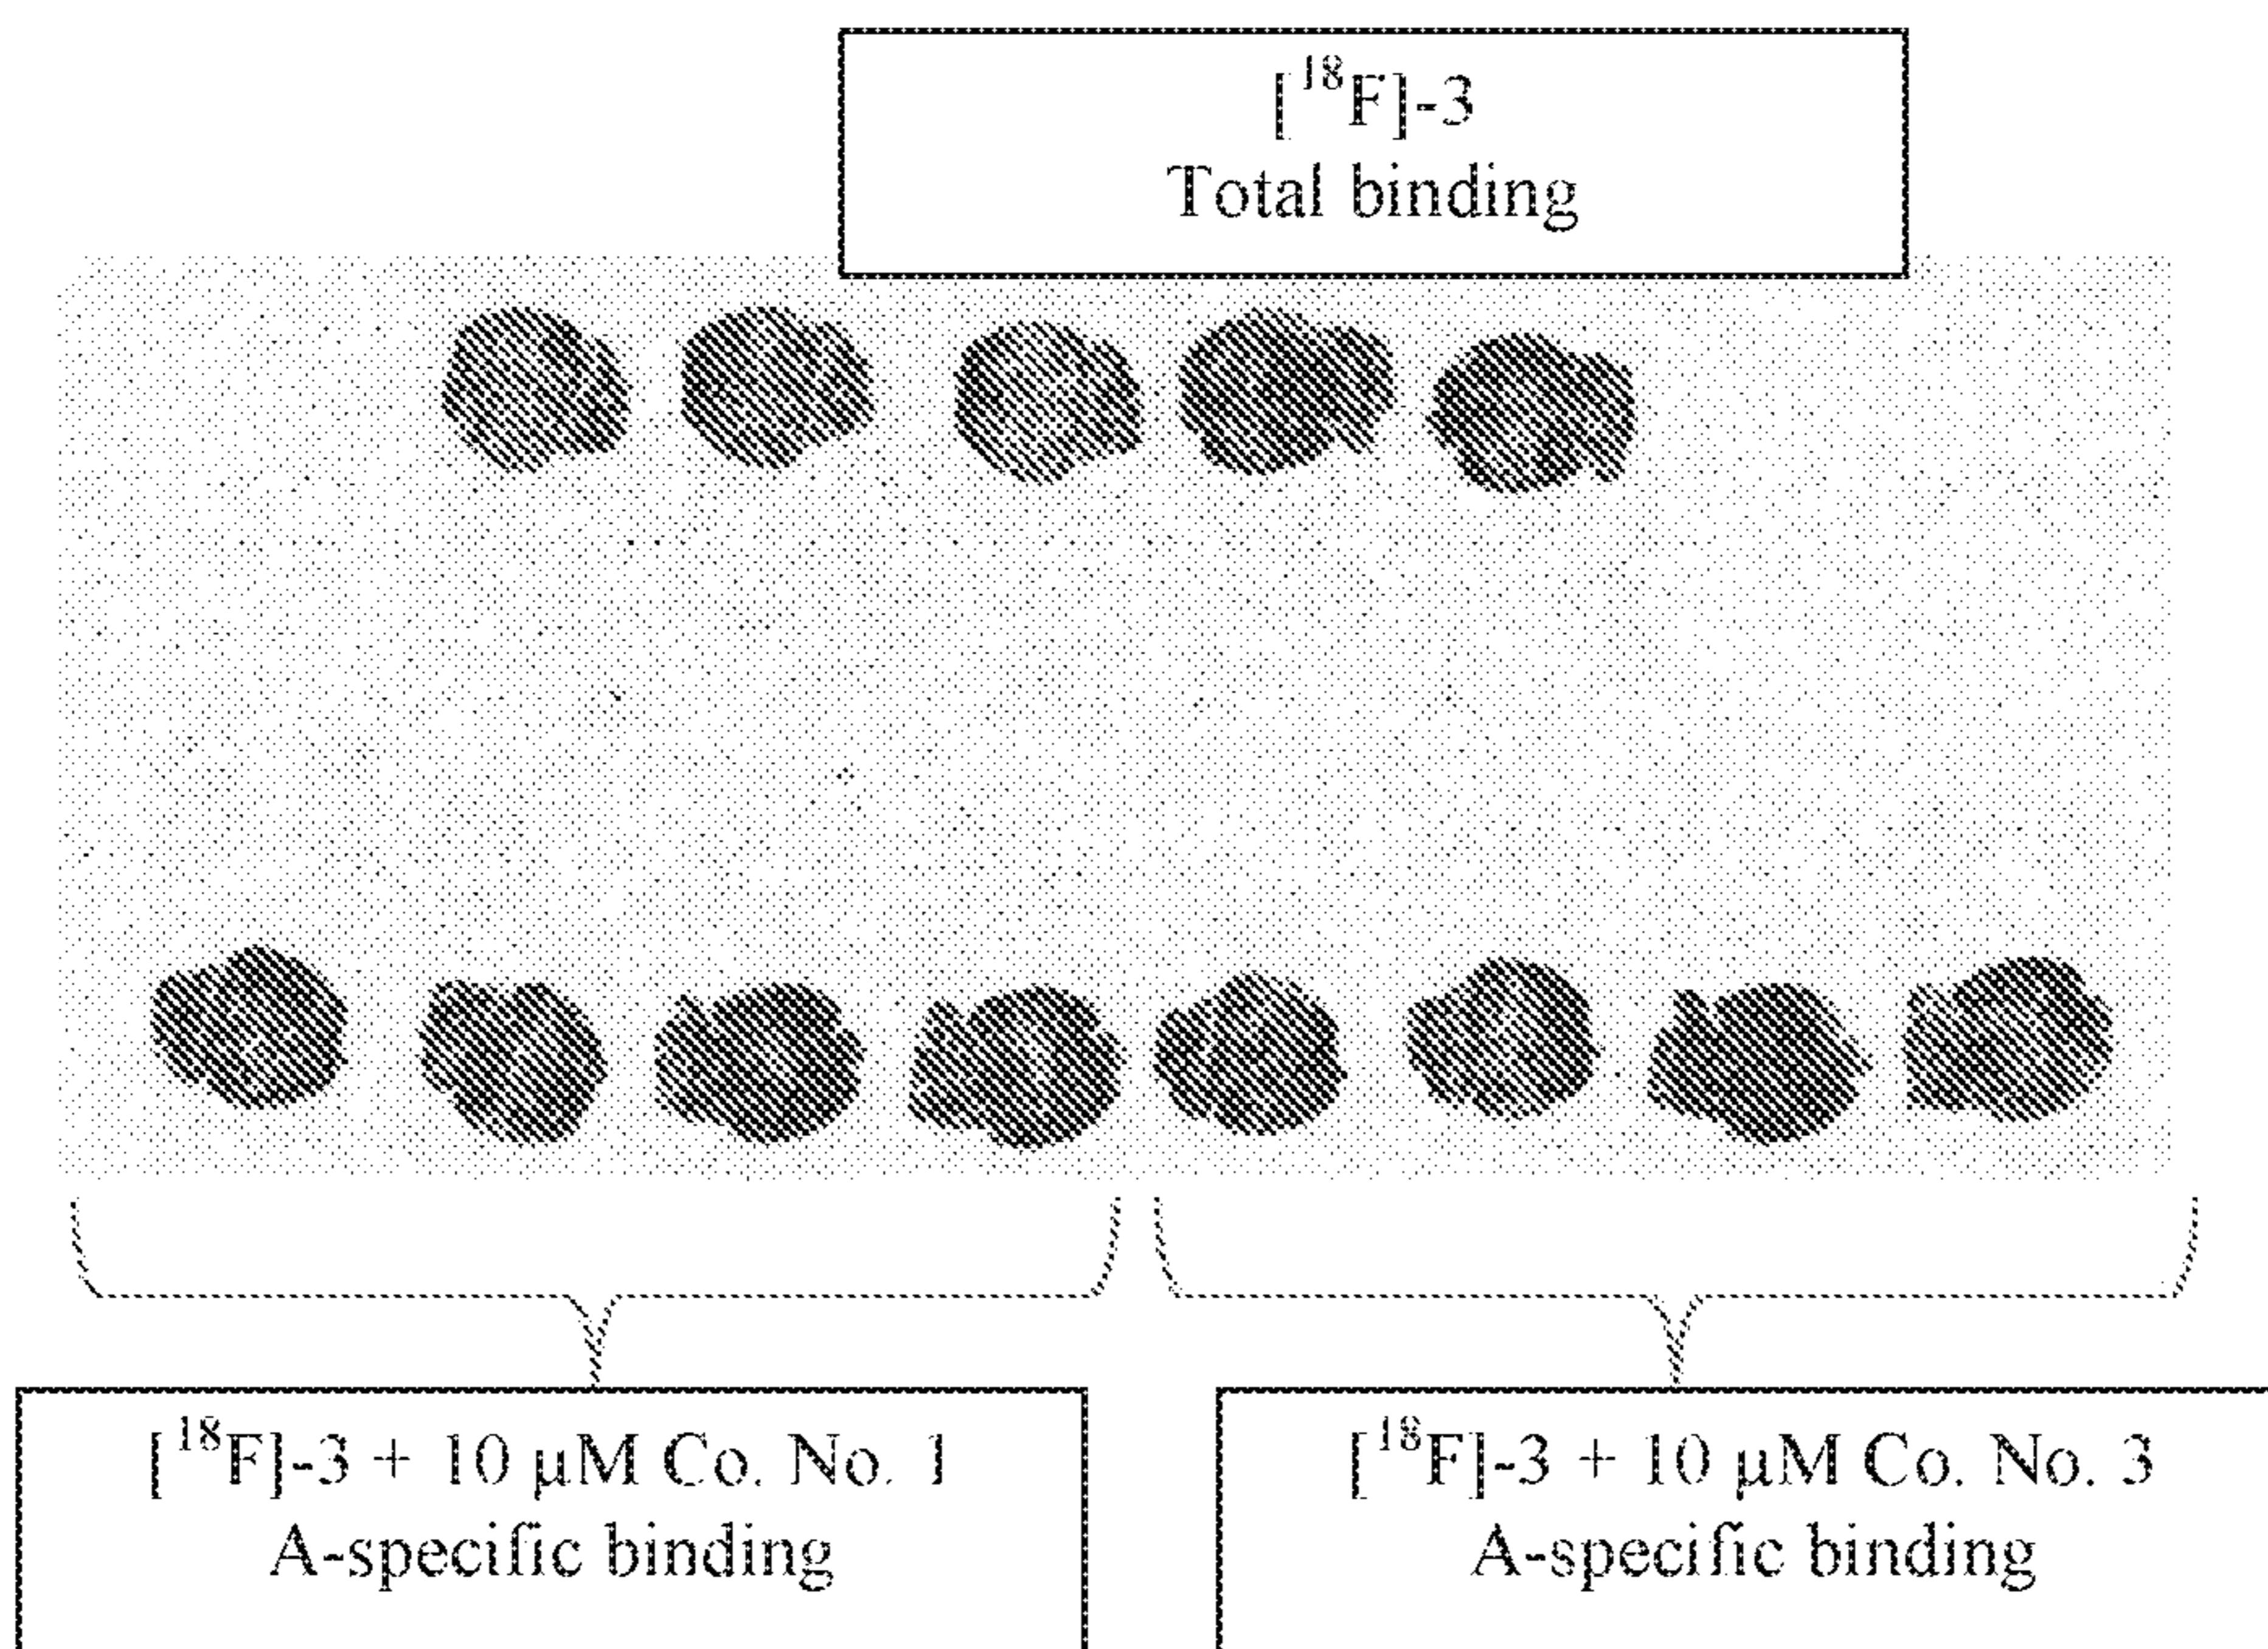 [¹⁸F]-3
Total binding
[¹⁸F]-3 + 10 µM Co. No. 1
A-specific binding
[¹⁸F]-3 + 10 µM Co. No. 3
A-specific binding